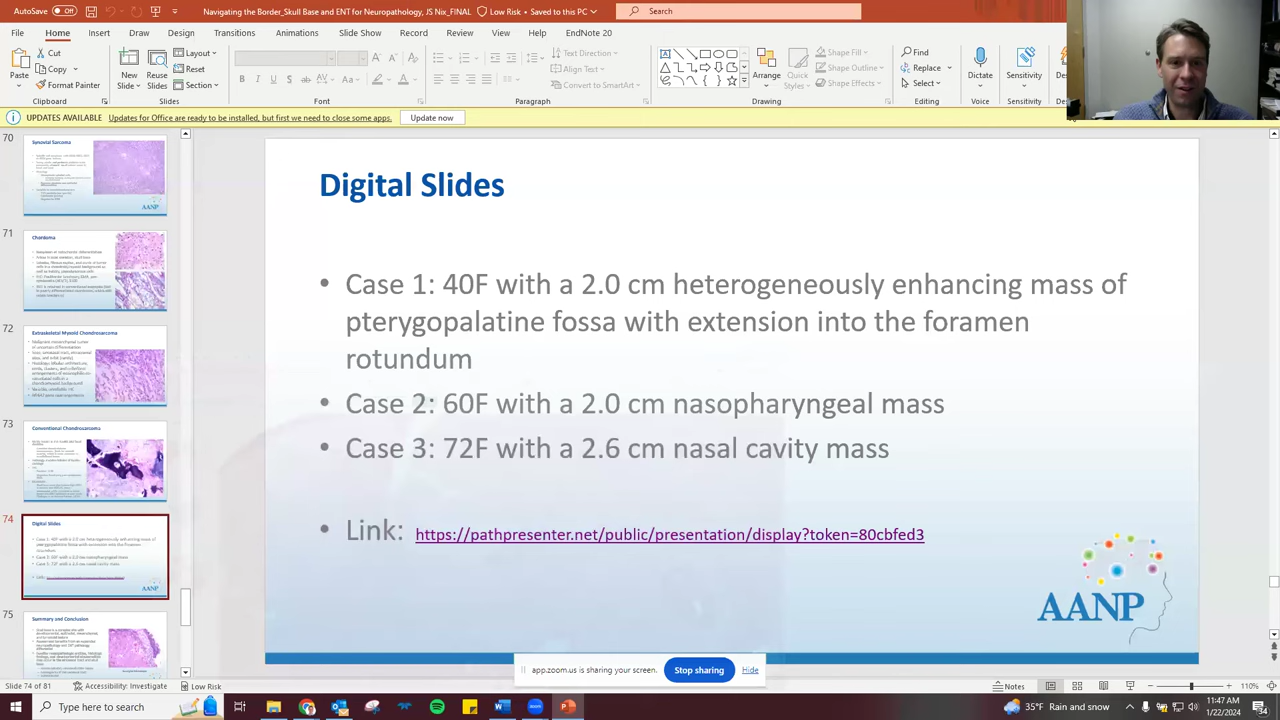 AutoSave Off
Navigating the Border_Skull Base and ENT for Neuropathology, JS Nix_FINAL
Low Risk • Saved to this PC
Search
File Home Insert Draw Design Transitions Animations Slide Show Record Review View Help EndNote 20
Paste
Cut
Copy
Format Painter
New Slide
Reuse Slides
Layout
Reset
Section
Text Direction
Align Text
Convert to SmartArt
Arrange
Quick Styles
Shape Fill
Shape Outline
Shape Effects
Find
Replace
Select
Dictate
Sensitivity
Clipboard Slides Font Paragraph Drawing Editing Voice Sensitivity
UPDATES AVAILABLE Updates for Office are ready to be installed, but first we need to close some apps. Update now
70
Synovial Sarcoma
71
Chordoma
72
Extraskeletal Myxoid Chondrosarcoma
73
Conventional Chondrosarcoma
74
Digital Slides
75
Summary and Conclusion
Digital Slides
Case 1: 40F with a 2.0 cm heterogeneously enhancing mass of
pterygopalatine fossa with extension into the foramen
rotundum.
• Case 2: 60F with a 2.0 cm nasopharyngeal mass
Case 3: 72F with a 2.6 cm nasal cavity mass
• Link: https://pathpresenter.net/public/presentation/display?token=80cbfed3
AANP
app.zoom.us is sharing your screen. Stop sharing Hide
Slide 74 of 81 Accessibility: Investigate Low Risk
Notes
110%
Type here to search
34°F
11:47 AM
1/22/2024